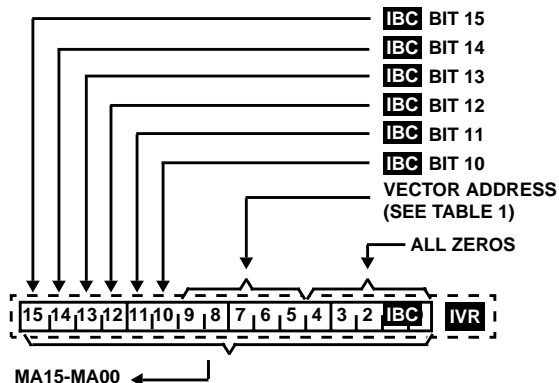 IBC BIT 15
IBC BIT 14
IBC BIT 13
IBC BIT 12
IBC BIT 11
IBC BIT 10
VECTOR ADDRESS
(SEE TABLE 1)
ALL ZEROS
15 14 13 12 11 10 9 8 7 6 5 4 3 2 IBC IVR
MA15-MA00